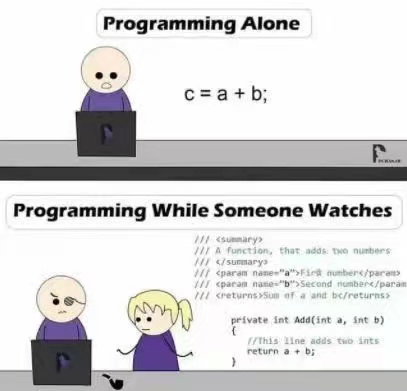 Programming Alone
c = a + b;
Programming While Someone Watches
/// <summary>
/// A function, that adds two numbers
/// </summary>
/// <param name="a">First number</param>
/// <param name="b">Second number</param
/// <returns>Sum of a and b</returns>
private int Add(int a, int b)
{
//This line adds two ints
return a + b;
}